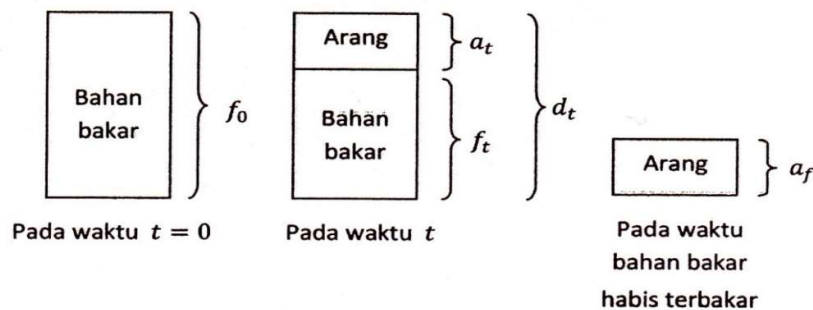 Bahan
bakar
f₀
Pada waktu t = 0
Arang
Bahan
bakar
aₜ
fₜ
dₜ
Pada waktu t
Arang
a_f
Pada waktu
bahan bakar
habis terbakar